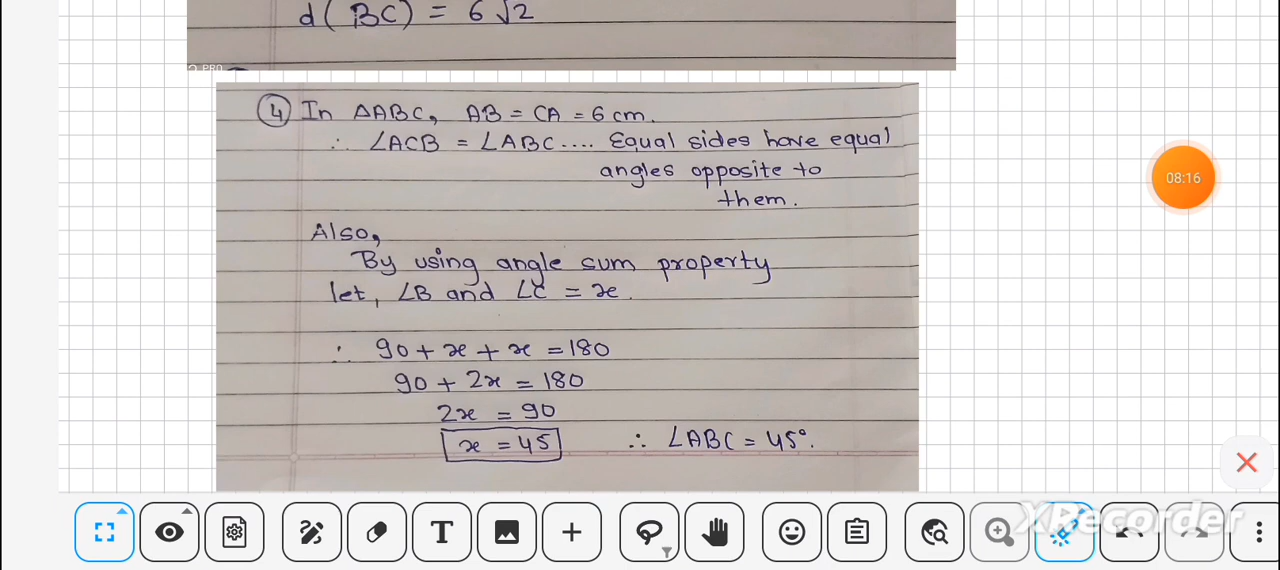 d( BC) = 6√2
PRO
④ In ΔABC, AB = CA = 6 cm.
∴ ∠ACB = ∠ABC .... Equal sides have equal
angles opposite to
them.
Also,
By using angle sum property
let, ∠B and ∠C = x.
∴ 90 + x + x = 180
90 + 2x = 180
2x = 90
x = 45 ∴ ∠ABC = 45°.
08:16
T
XRecorder